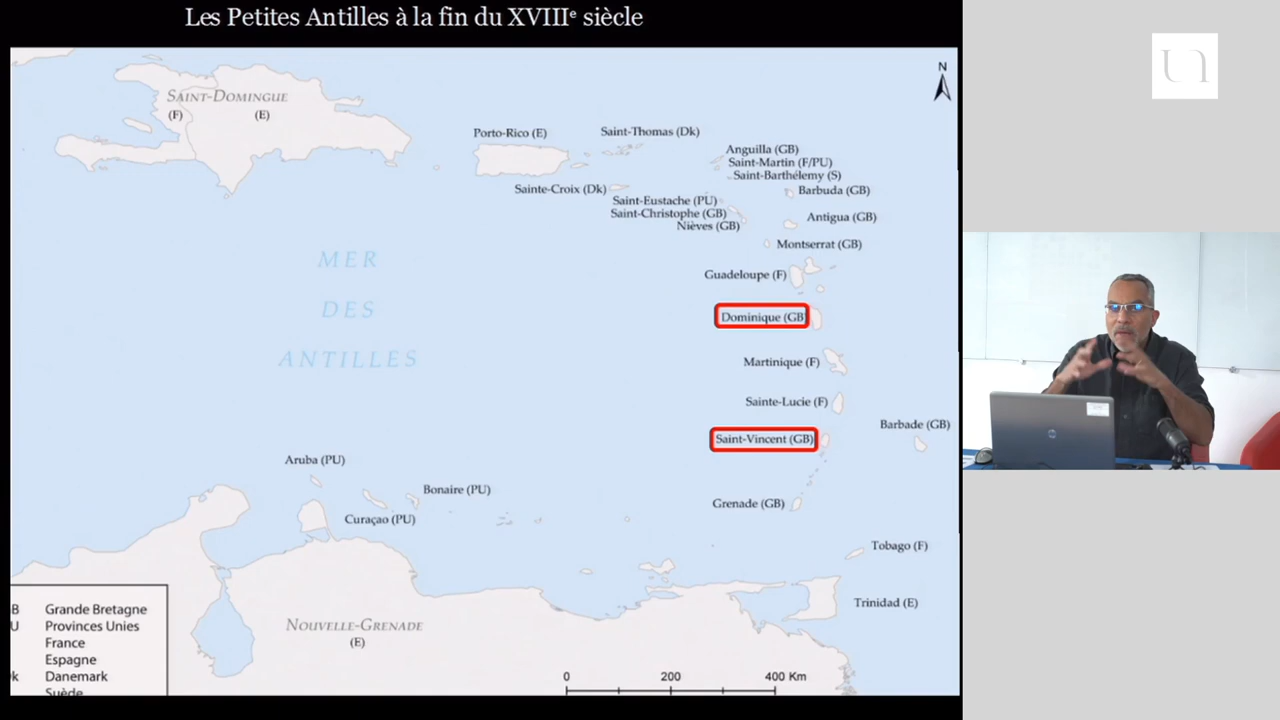 Les Petites Antilles à la fin du XVIIIe siècle
N
SAINT-DOMINGUE
(F) (E)
Porto-Rico (E)
Saint-Thomas (Dk)
Anguilla (GB)
Saint-Martin (F/PU)
Saint-Barthélemy (S)
Sainte-Croix (Dk)
Barbuda (GB)
Saint-Eustache (PU)
Saint-Christophe (GB)
Antigua (GB)
Nièves (GB)
Montserrat (GB)
MER
DES
ANTILLES
Guadeloupe (F)
Dominique (GB
Martinique (F)
Sainte-Lucie (F)
Barbade (GB)
Saint-Vincent (GB)
Aruba (PU)
Bonaire (PU)
Curaçao (PU)
Grenade (GB)
Tobago (F)
Trinidad (E)
NOUVELLE-GRENADE
(E)
B Grande Bretagne
U Provinces Unies
France
Espagne
k Danemark
Suède
0 200 400 Km